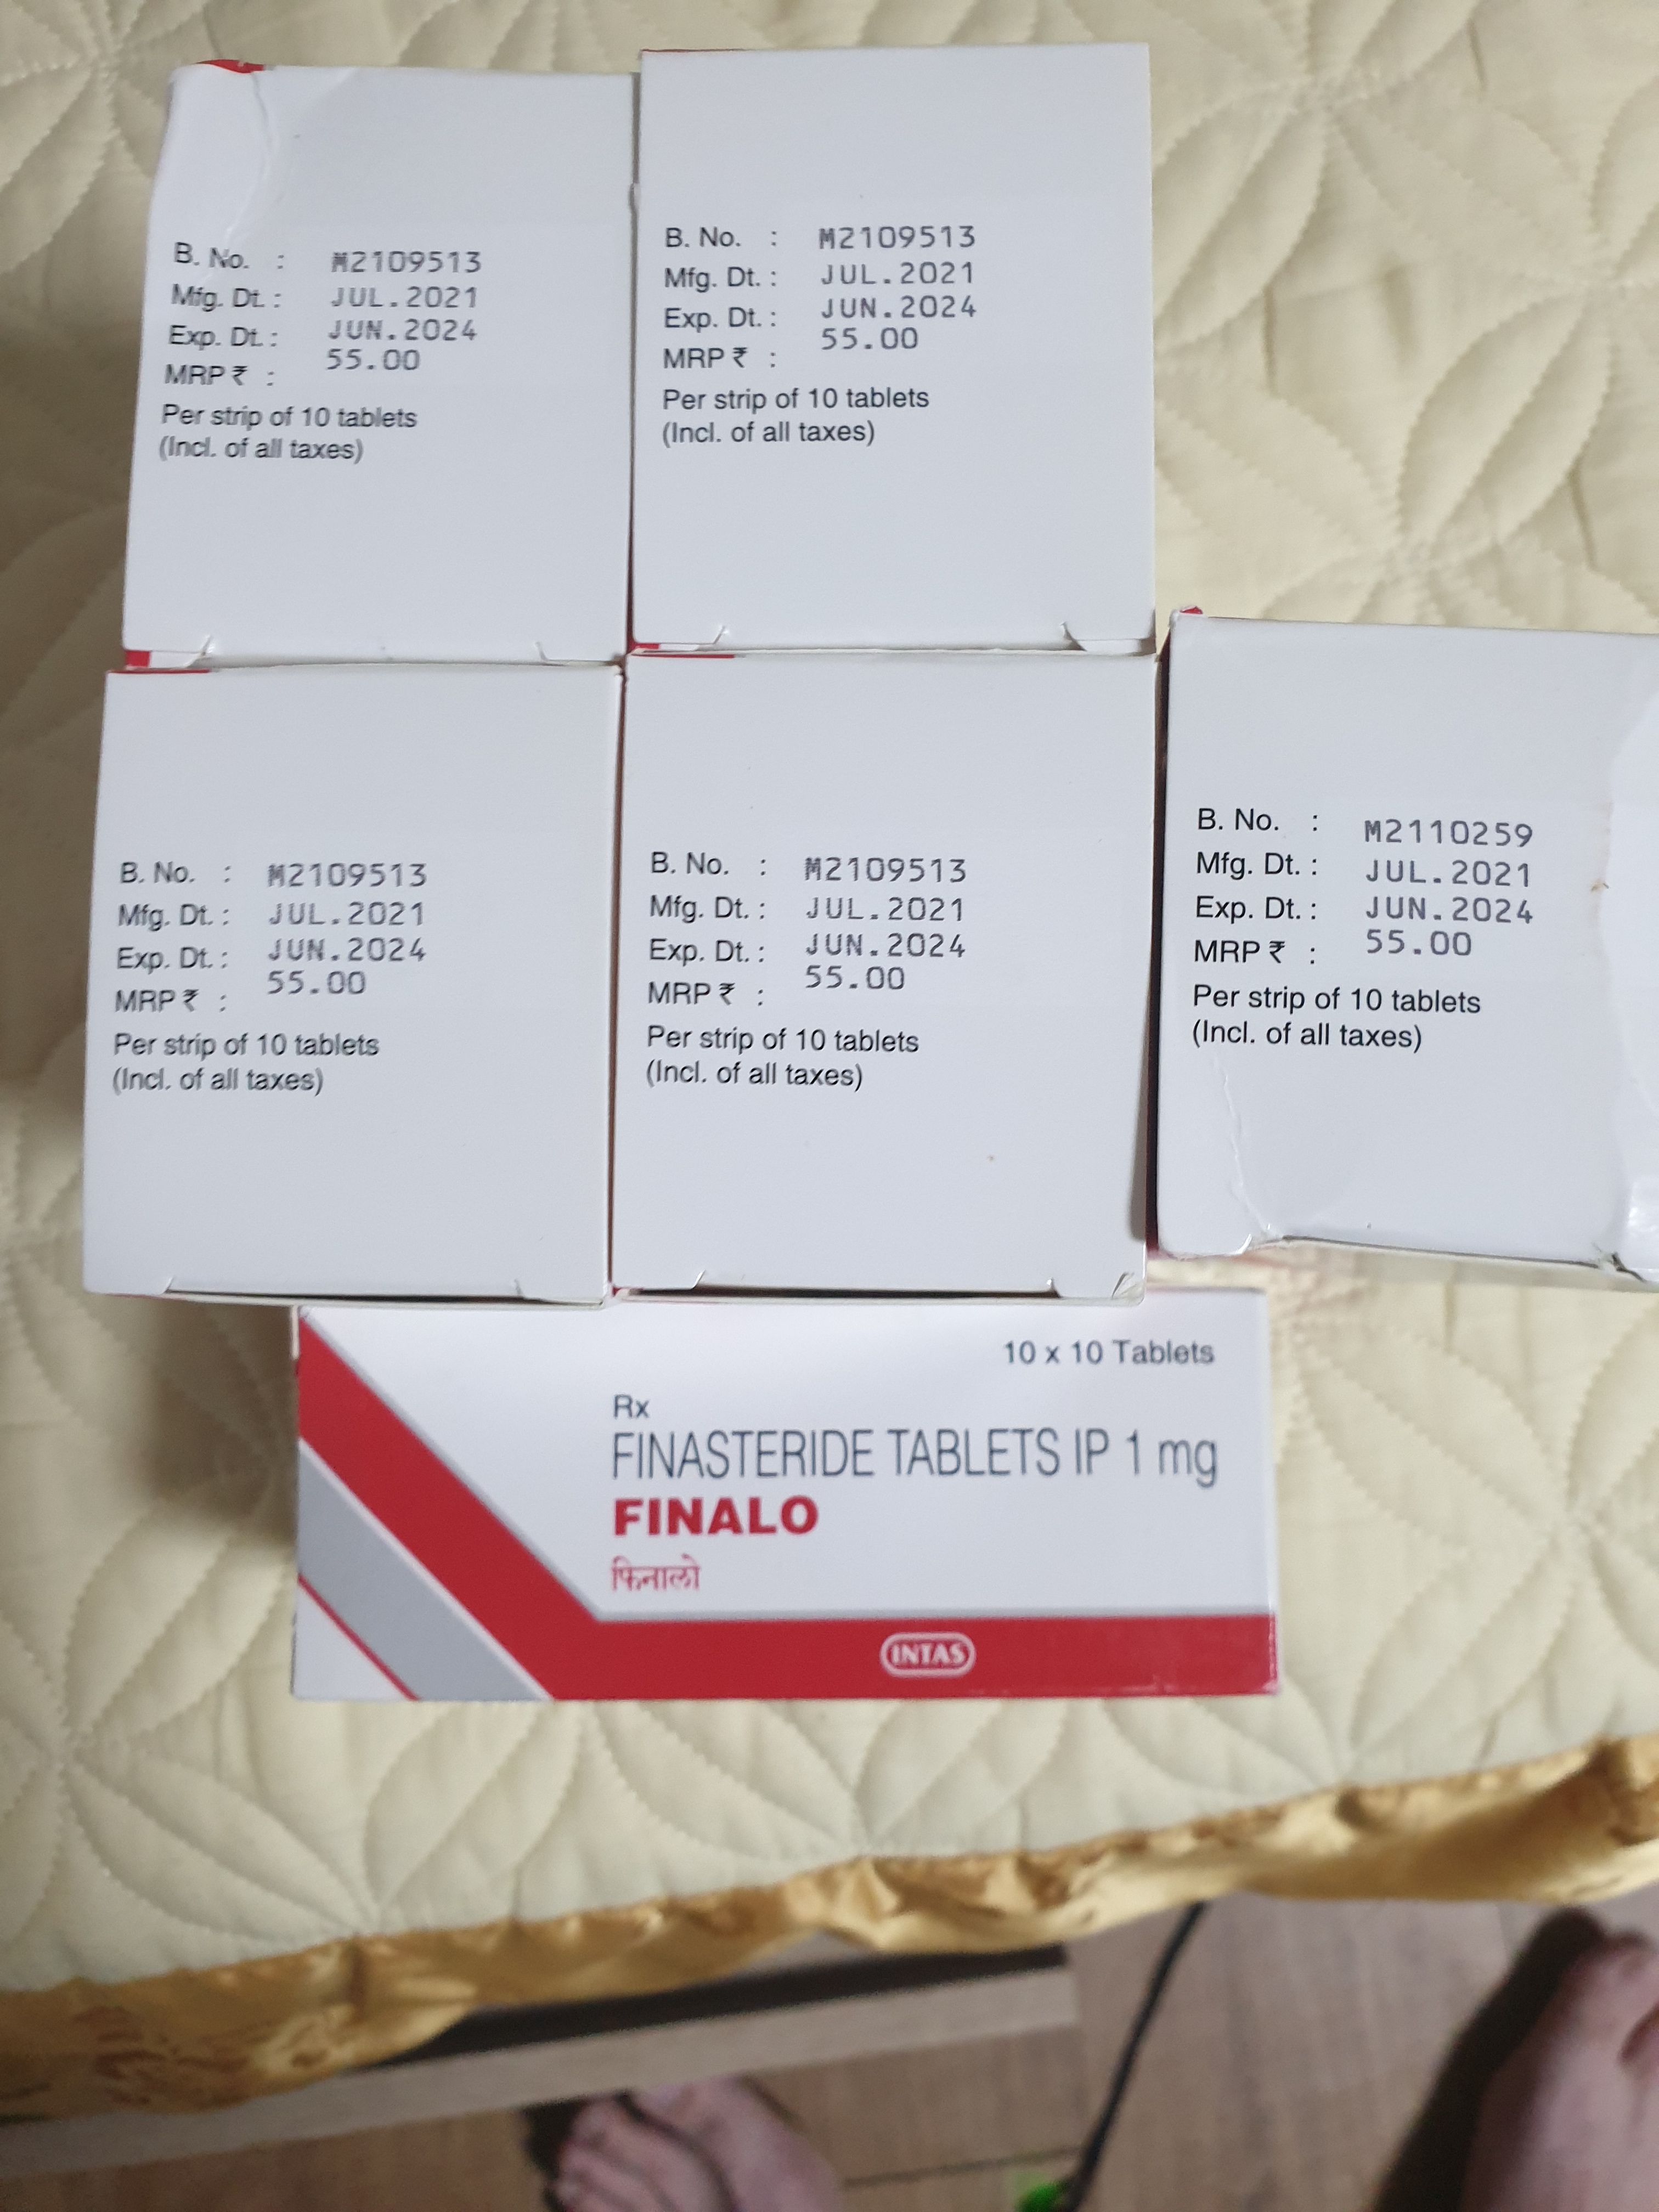 B. No. : M2109513
Mfg. Dt. : JUL.2021
Exp. Dt. : JUN.2024
MRP ₹ : 55.00
Per strip of 10 tablets
(Incl. of all taxes)
B. No. : M2109513
Mfg. Dt. : JUL.2021
Exp. Dt. : JUN.2024
MRP ₹ : 55.00
Per strip of 10 tablets
(Incl. of all taxes)
B. No. : M2109513
Mfg. Dt. : JUL.2021
Exp. Dt. : JUN.2024
MRP ₹ : 55.00
Per strip of 10 tablets
(Incl. of all taxes)
B. No. : M2109513
Mfg. Dt. : JUL.2021
Exp. Dt. : JUN.2024
MRP ₹ : 55.00
Per strip of 10 tablets
(Incl. of all taxes)
B. No. : M2110259
Mfg. Dt. : JUL.2021
Exp. Dt. : JUN.2024
MRP ₹ : 55.00
Per strip of 10 tablets
(Incl. of all taxes)
10 x 10 Tablets
Rx
FINASTERIDE TABLETS IP 1 mg
FINALO
फिनालो
INTAS